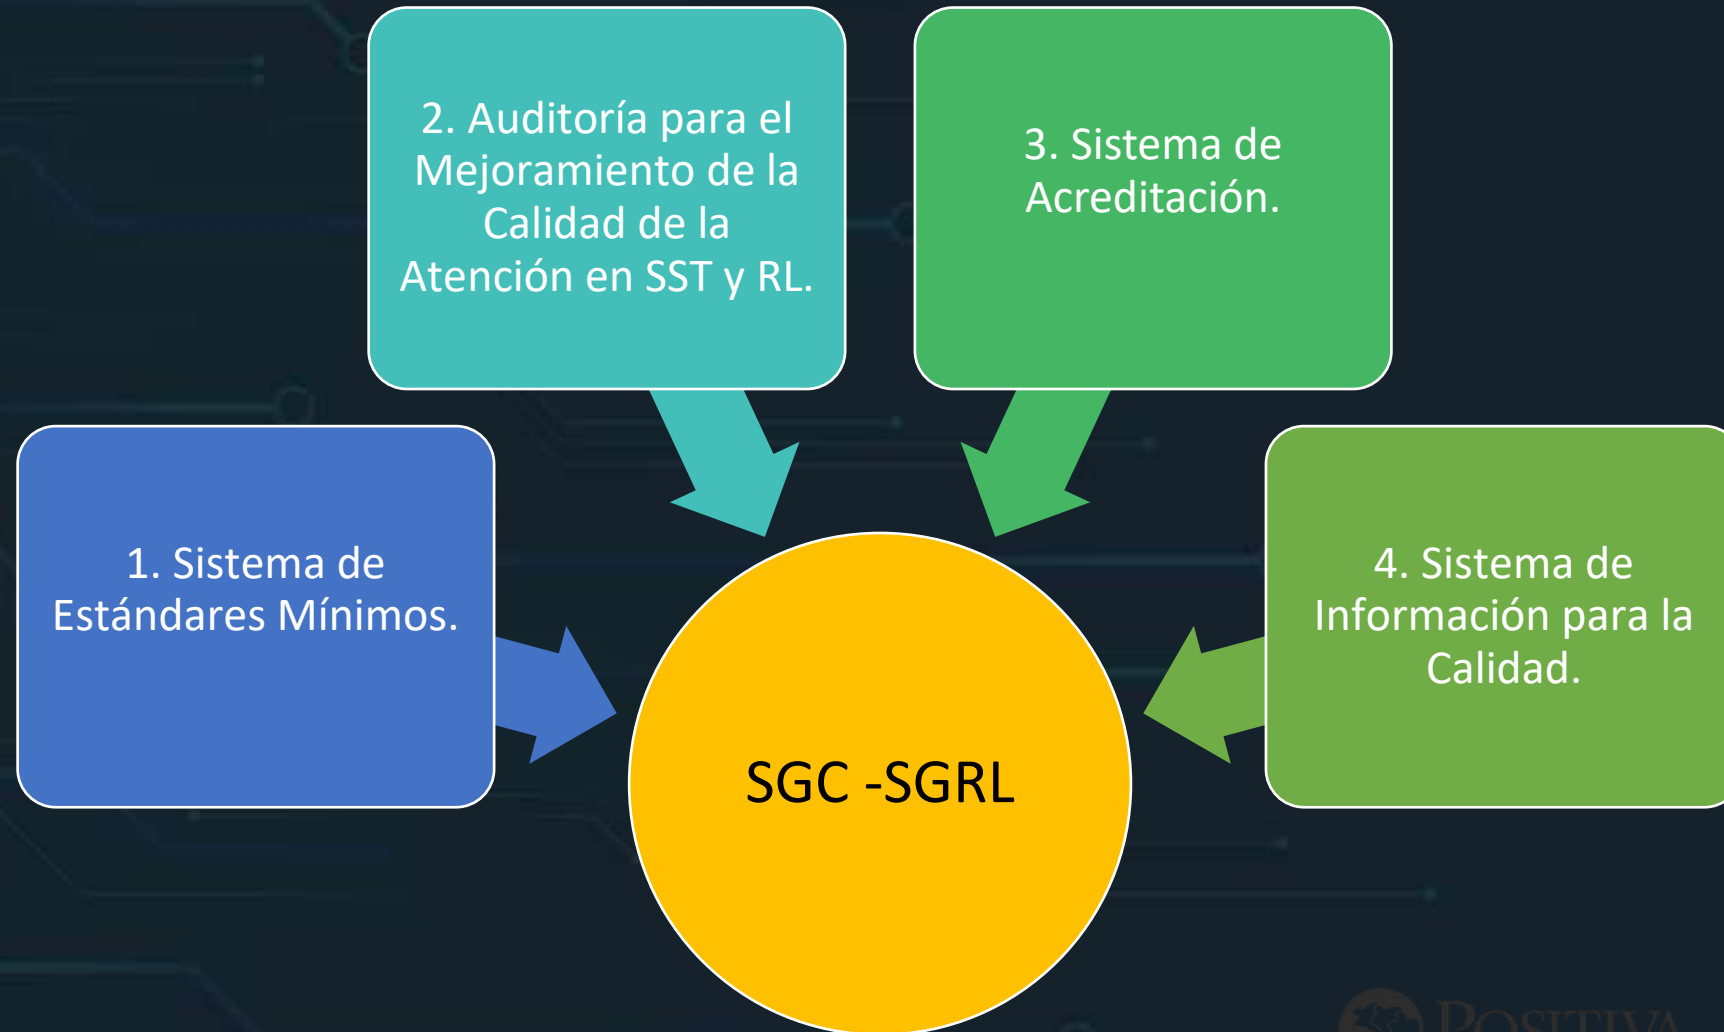 2. Auditoría para el
Mejoramiento de la
Calidad de la
Atención en SST y RL.
3. Sistema de
Acreditación.
1. Sistema de
Estándares Mínimos.
4. Sistema de
Información para la
Calidad.
SGC -SGRL
POSITIVA